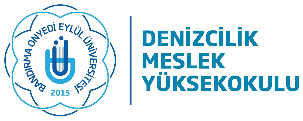 BANDIRMA ONYEDİ EYLÜL ÜNİVERSİTESİ
2015
DENİZCİLİK
MESLEK
YÜKSEKOKULU